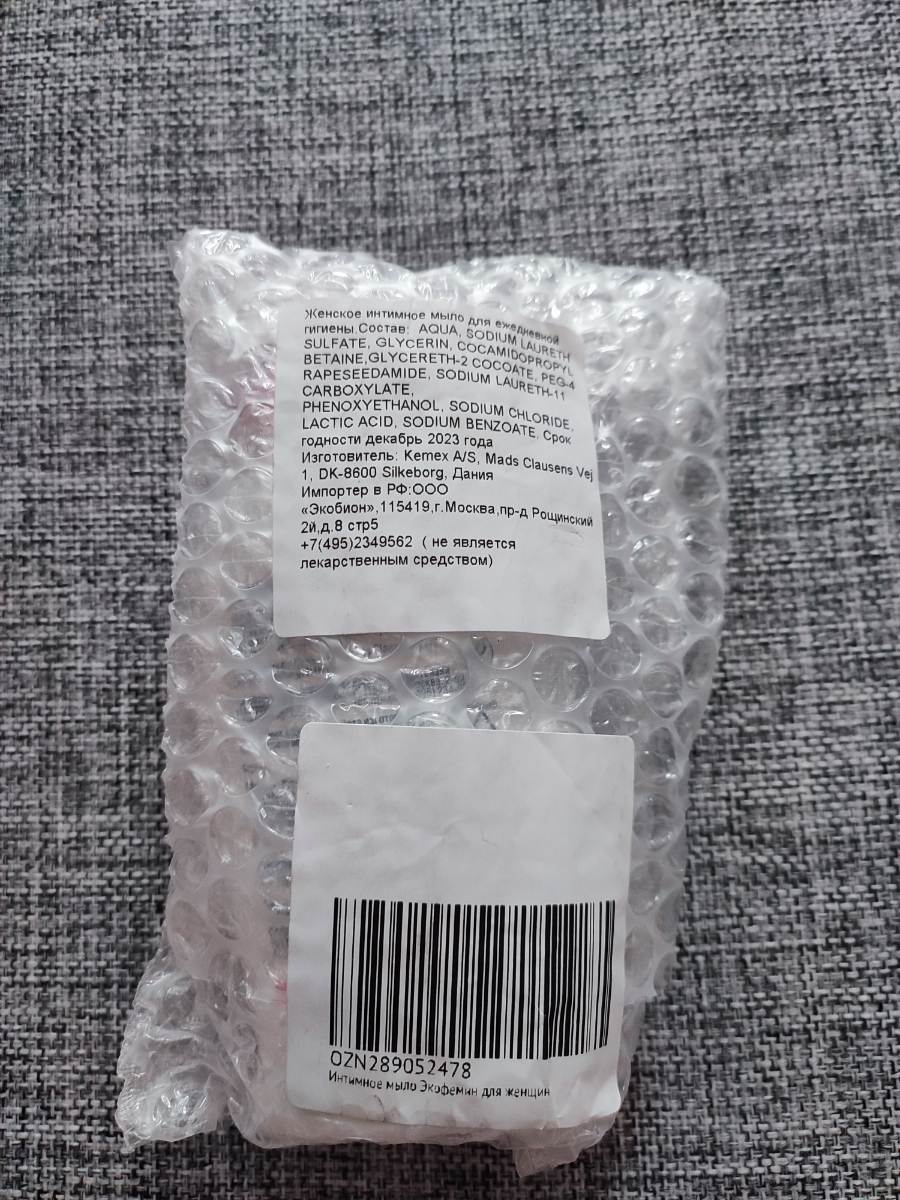 Женское интимное мыло для ежедневной
гигиены.Состав: AQUA, SODIUM LAURETH
SULFATE, GLYCERIN, COCAMIDOPROPYL
BETAINE,GLYCERETH-2 COCOATE, PEG-4
RAPESEEDAMIDE, SODIUM LAURETH-11
CARBOXYLATE,
PHENOXYETHANOL, SODIUM CHLORIDE,
LACTIC ACID, SODIUM BENZOATE. Срок
годности декабрь 2023 года
Изготовитель: Kemex A/S, Mads Clausens Vej
1, DK-8600 Silkeborg, Дания
Импортер в РФ:ООО
«Экобион»,115419,г.Москва,пр-д Рощинский
2й,д.8 стр5
+7(495)2349562 ( не является
лекарственным средством)
OZN289052478
Интимное мыло Экофемин для женщин